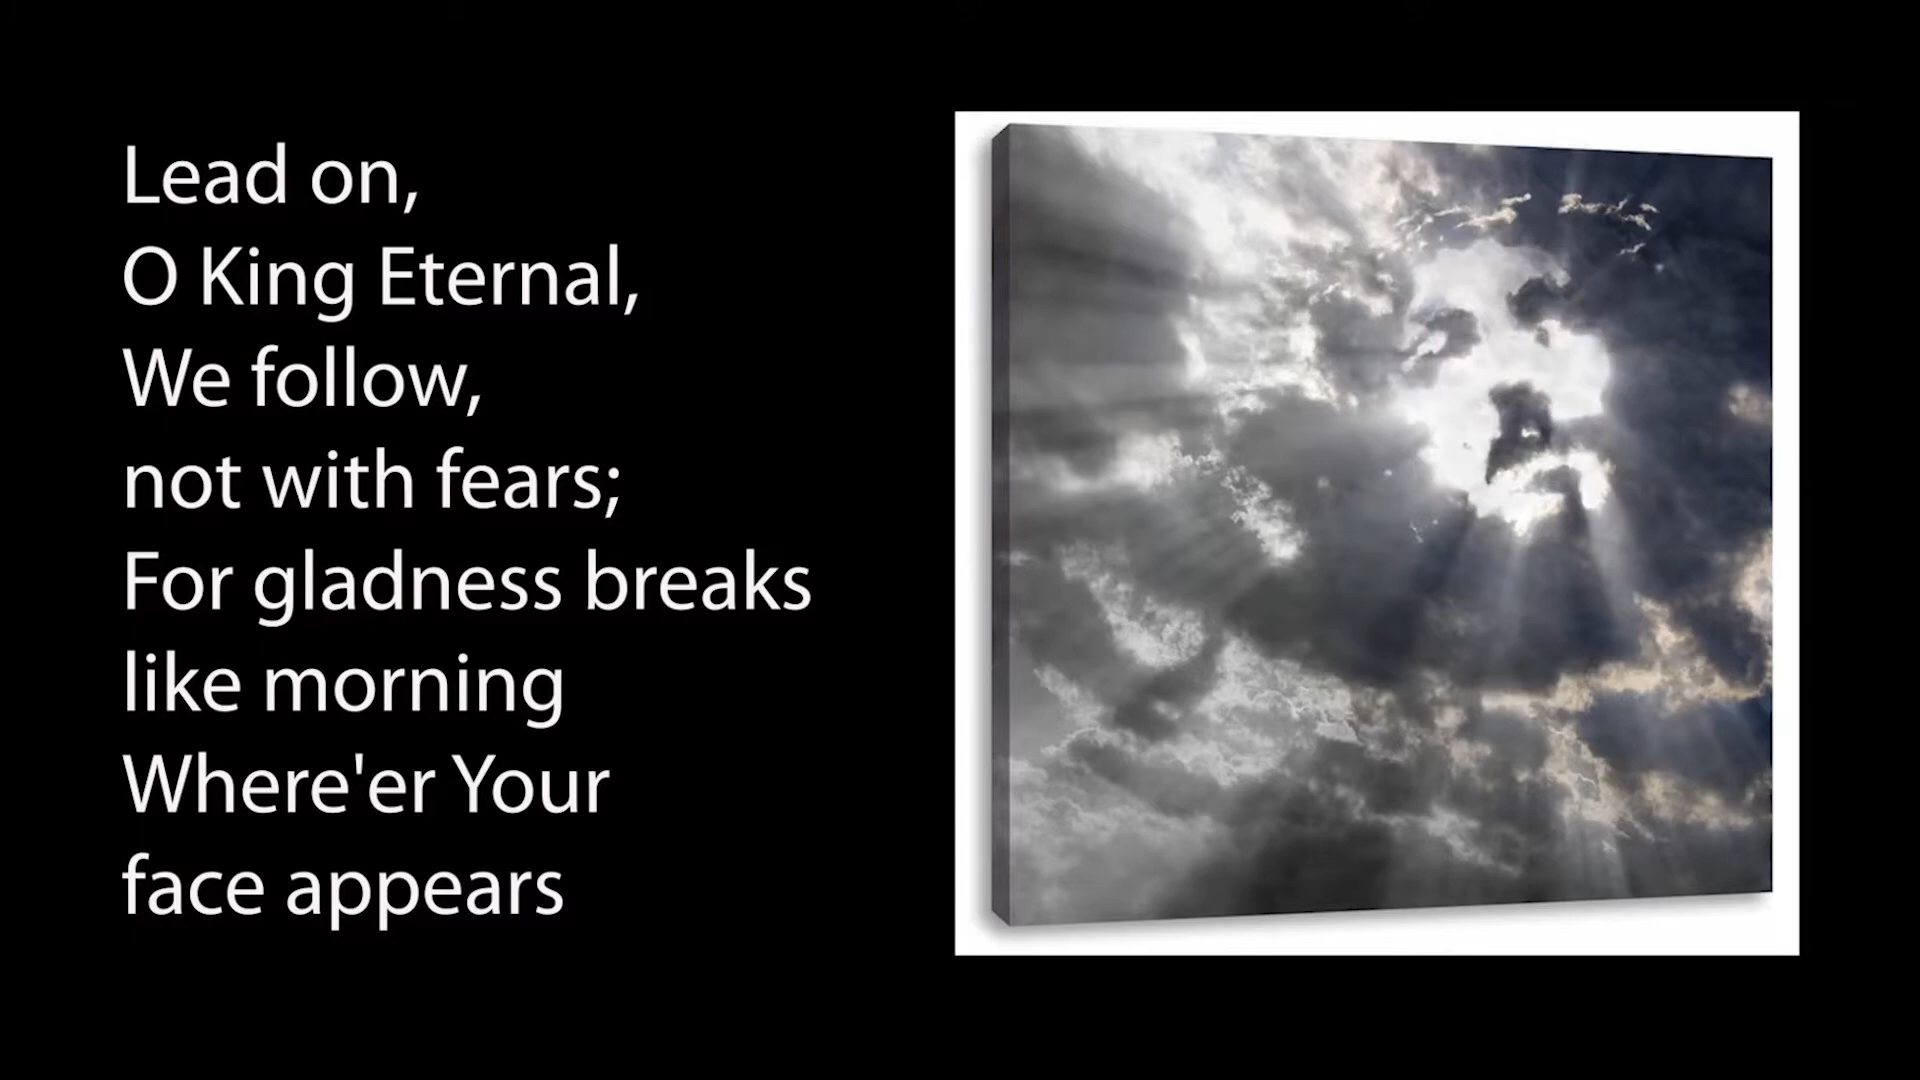 Lead on,
O King Eternal,
We follow,
not with fears;
For gladness breaks
like morning
Where'er Your
face appears